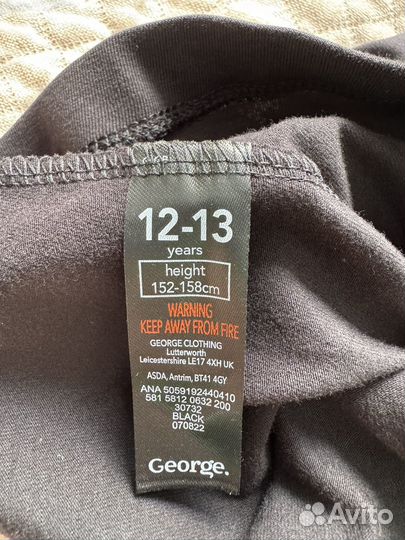 12-13
years
height
152-158cm
WARNING
KEEP AWAY FROM FIRE
GEORGE CLOTHING
Lutterworth
Leicestershire LE17 4XH UK
ASDA, Antrim, BT41 4GY
ANA 5059192440410
581 5812 0632 200
30732
BLACK
070822
George.
Avito